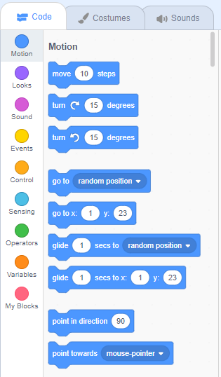 Code Costumes Sounds
Motion
Motion
Looks
Sound
Events
Control
Sensing
Operators
Variables
My Blocks
move 10 steps
turn 15 degrees
turn 15 degrees
go to random position
go to x: 1 y: 23
glide 1 secs to random position
glide 1 secs to x: 1 y: 23
point in direction 90
point towards mouse-pointer